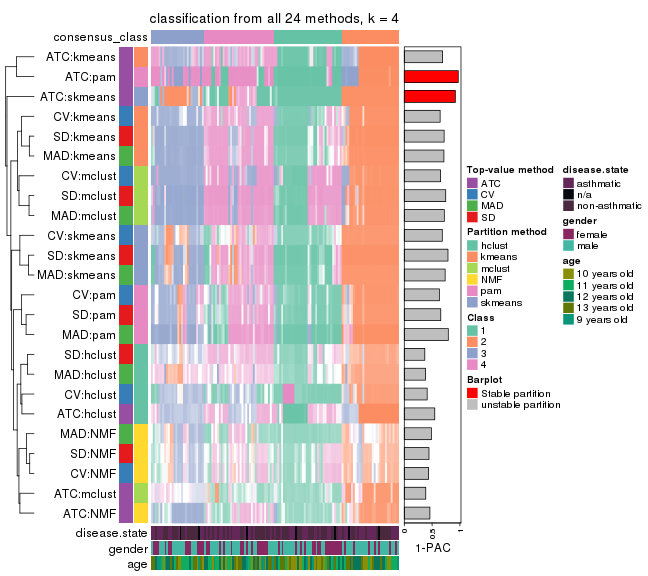 classification from all 24 methods, k = 4
consensus_class
ATC:kmeans
ATC:pam
ATC:skmeans
CV:kmeans
SD:kmeans
MAD:kmeans
CV:mclust
SD:mclust
MAD:mclust
CV:skmeans
SD:skmeans
MAD:skmeans
CV:pam
SD:pam
MAD:pam
SD:hclust
MAD:hclust
CV:hclust
ATC:hclust
MAD:NMF
SD:NMF
CV:NMF
ATC:mclust
ATC:NMF
disease.state
gender
age
0
0.5
1
1-PAC
Top-value method
ATC
CV
MAD
SD
Partition method
hclust
kmeans
mclust
NMF
pam
skmeans
Class
1
2
3
4
Barplot
Stable partition
unstable partition
disease.state
asthmatic
n/a
non-asthmatic
gender
female
male
age
10 years old
11 years old
12 years old
13 years old
9 years old